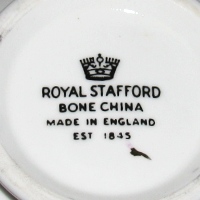 ROYAL STAFFORD
BONE CHINA
MADE IN ENGLAND
EST 1845